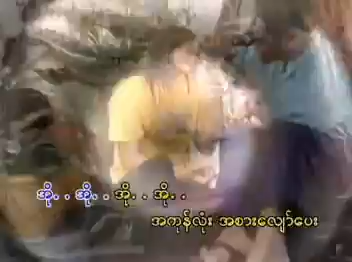 အို. . အို. . အို. . အို. .
အကုန်လုံး အစားလျော်ပေး